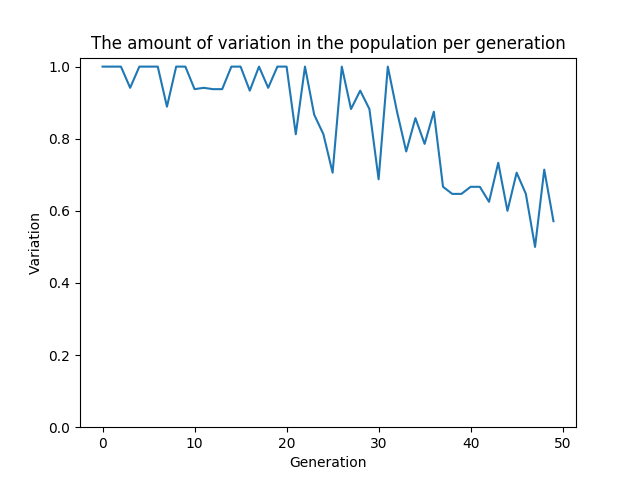 The amount of variation in the population per generation
1.0
0.8
0.6
0.4
0.2
0.0
Variation
0 10 20 30 40 50
Generation